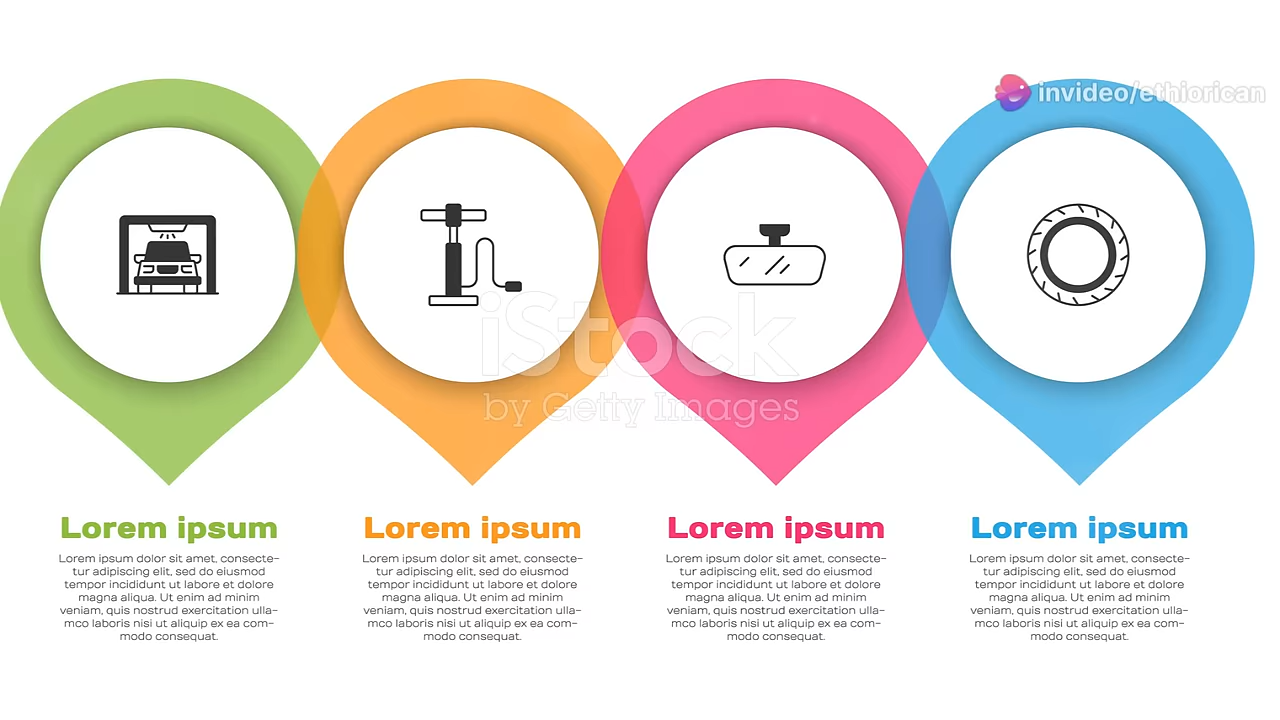 invideo/ethiorican
iStock
by Getty Images
Lorem ipsum
Lorem ipsum dolor sit amet, consecte-
tur adipiscing elit, sed do eiusmod
tempor incididunt ut labore et dolore
magna aliqua. Ut enim ad minim
veniam, quis nostrud exercitation ulla-
mco laboris nisi ut aliquip ex ea com-
modo consequat.
Lorem ipsum
Lorem ipsum dolor sit amet, consecte-
tur adipiscing elit, sed do eiusmod
tempor incididunt ut labore et dolore
magna aliqua. Ut enim ad minim
veniam, quis nostrud exercitation ulla-
mco laboris nisi ut aliquip ex ea com-
modo consequat.
Lorem ipsum
Lorem ipsum dolor sit amet, consecte-
tur adipiscing elit, sed do eiusmod
tempor incididunt ut labore et dolore
magna aliqua. Ut enim ad minim
veniam, quis nostrud exercitation ulla-
mco laboris nisi ut aliquip ex ea com-
modo consequat.
Lorem ipsum
Lorem ipsum dolor sit amet, consecte-
tur adipiscing elit, sed do eiusmod
tempor incididunt ut labore et dolore
magna aliqua. Ut enim ad minim
veniam, quis nostrud exercitation ulla-
mco laboris nisi ut aliquip ex ea com-
modo consequat.